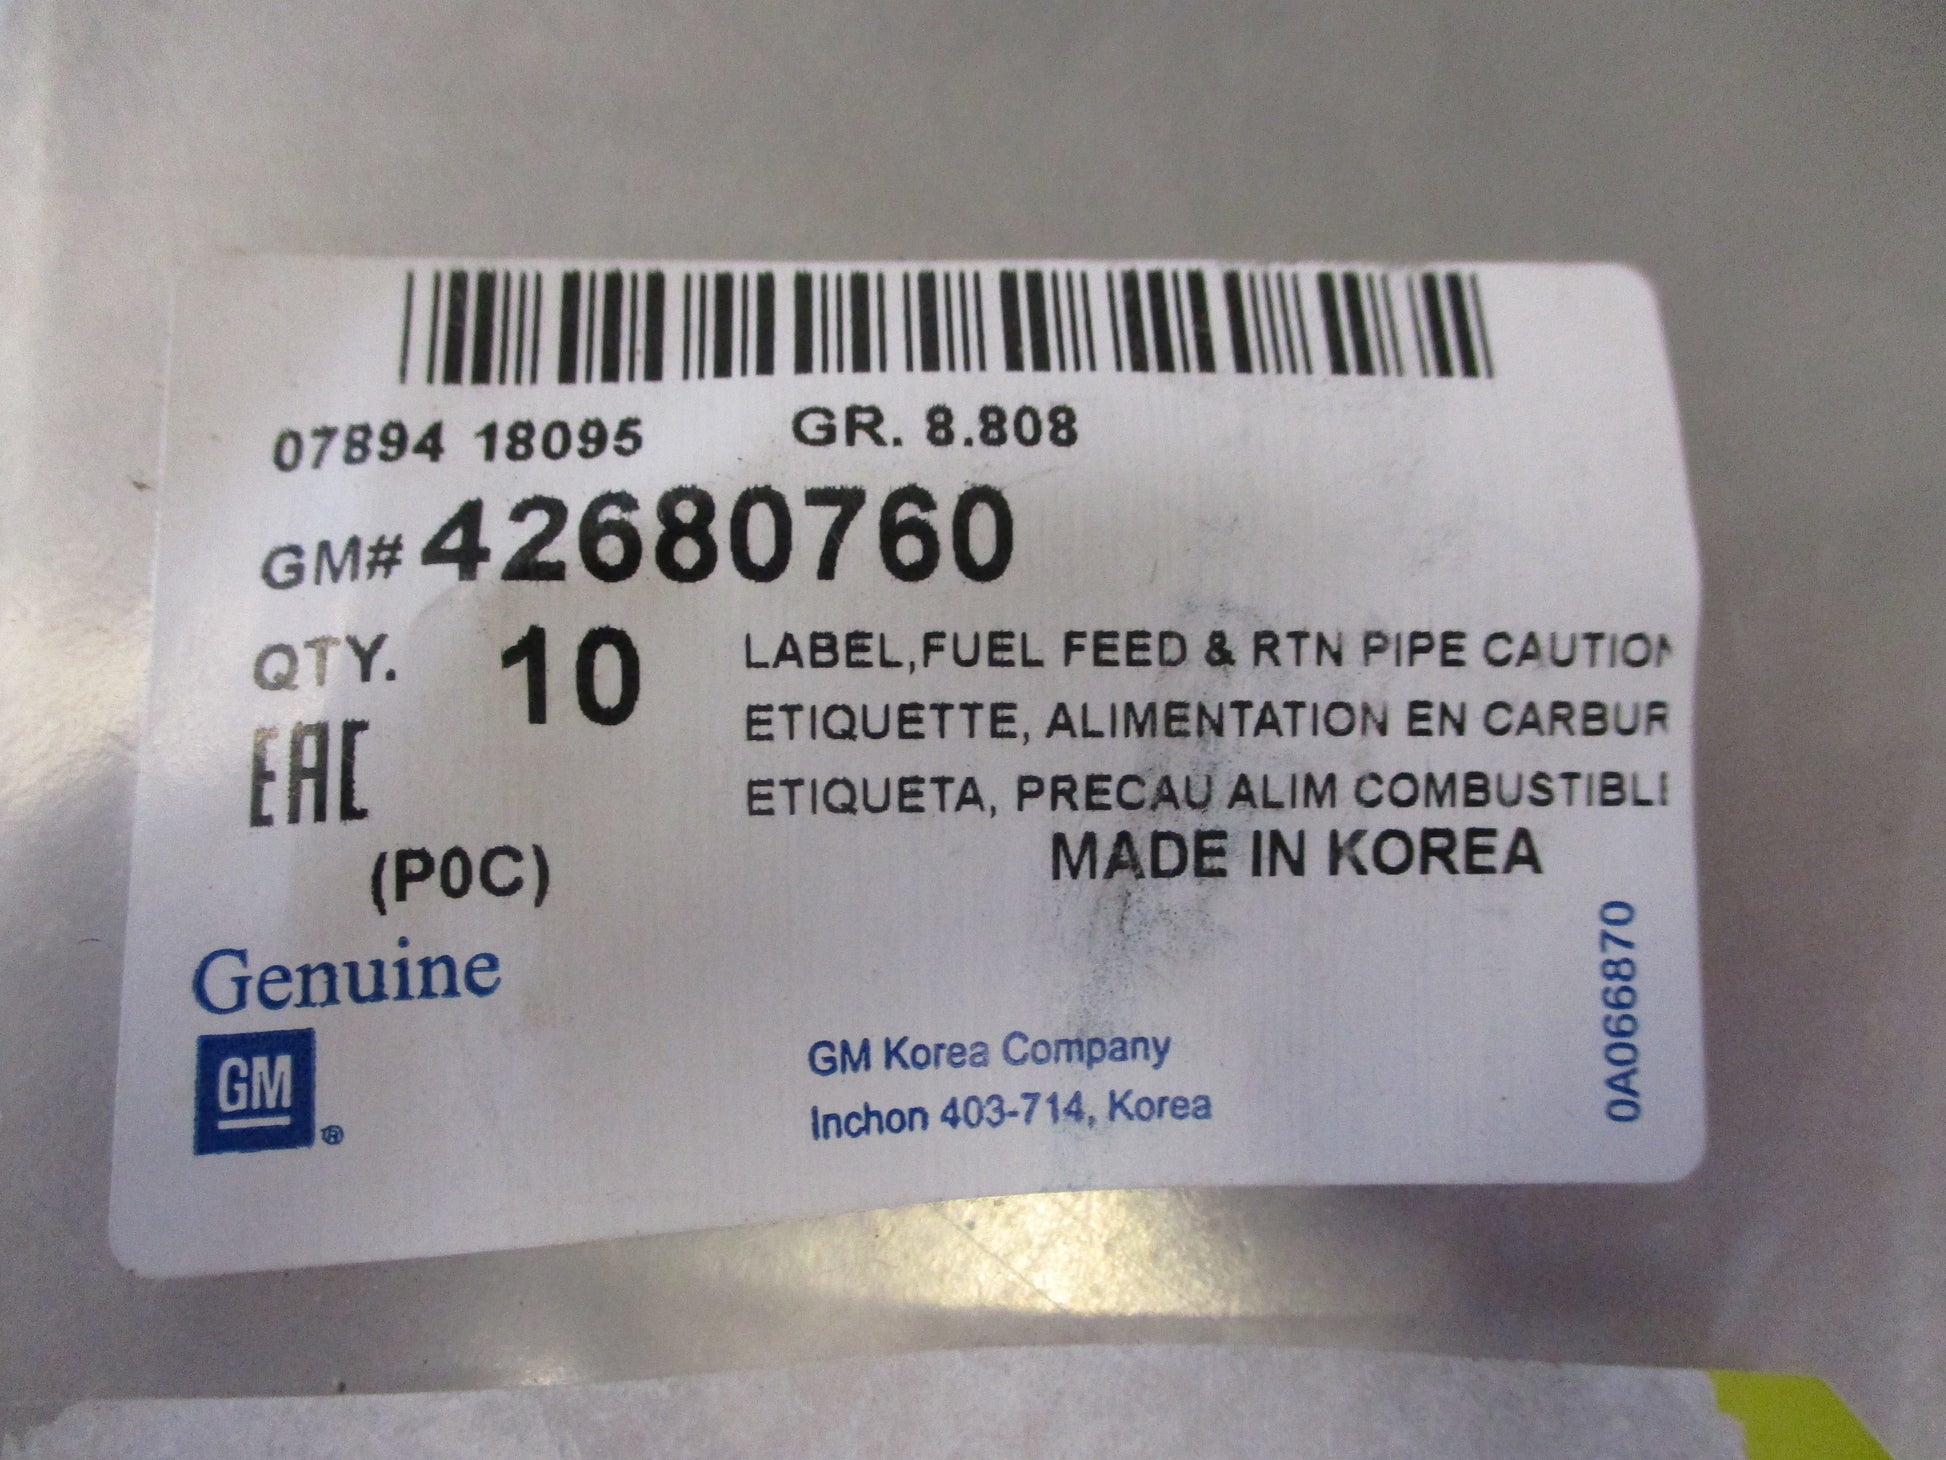 07894 18095 GR. 8.808
GM# 42680760
QTY. 10
LABEL,FUEL FEED & RTN PIPE CAUTION
ETIQUETTE, ALIMENTATION EN CARBUR
ETIQUETA, PRECAU ALIM COMBUSTIBLE
EAC
(P0C)
MADE IN KOREA
Genuine
GM ®
GM Korea Company
Inchon 403-714, Korea
0A066870